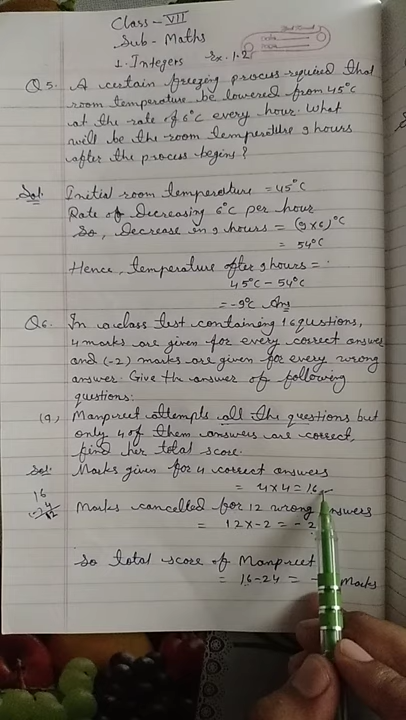 Class - VII
Sub - Maths
1. Integers Ex. 1.2
Q5. A certain freezing process required that
room temperature be lowered from 45°C
at the rate of 6°C every hour. What
will be the room temperature 9 hours
after the process begins?
Sol. Initial room temperature = 45°C
Rate of Decreasing 6°C per hour
So, Decrease in 9 hours = (9×6)°C
= 54°C
Hence, temperature after 9 hours =
45°C - 54°C
= -9°C Ans
Q6. In a class test containing 16 qustions,
4 marks are given for every correct answer
and (-2) marks are given for every wrong
answer. Give the answer of following
questions:
(a) Manpreet attempts all the questions but
only 4 of them answers are correct,
find her total score.
Sol. Marks given for 4 correct answers
= 4×4 = 16
16
-4
12
Marks cancelled for 12 wrong answers
= 12×-2 = -2
So total score of Manpreet
= 16-24 = - Marks